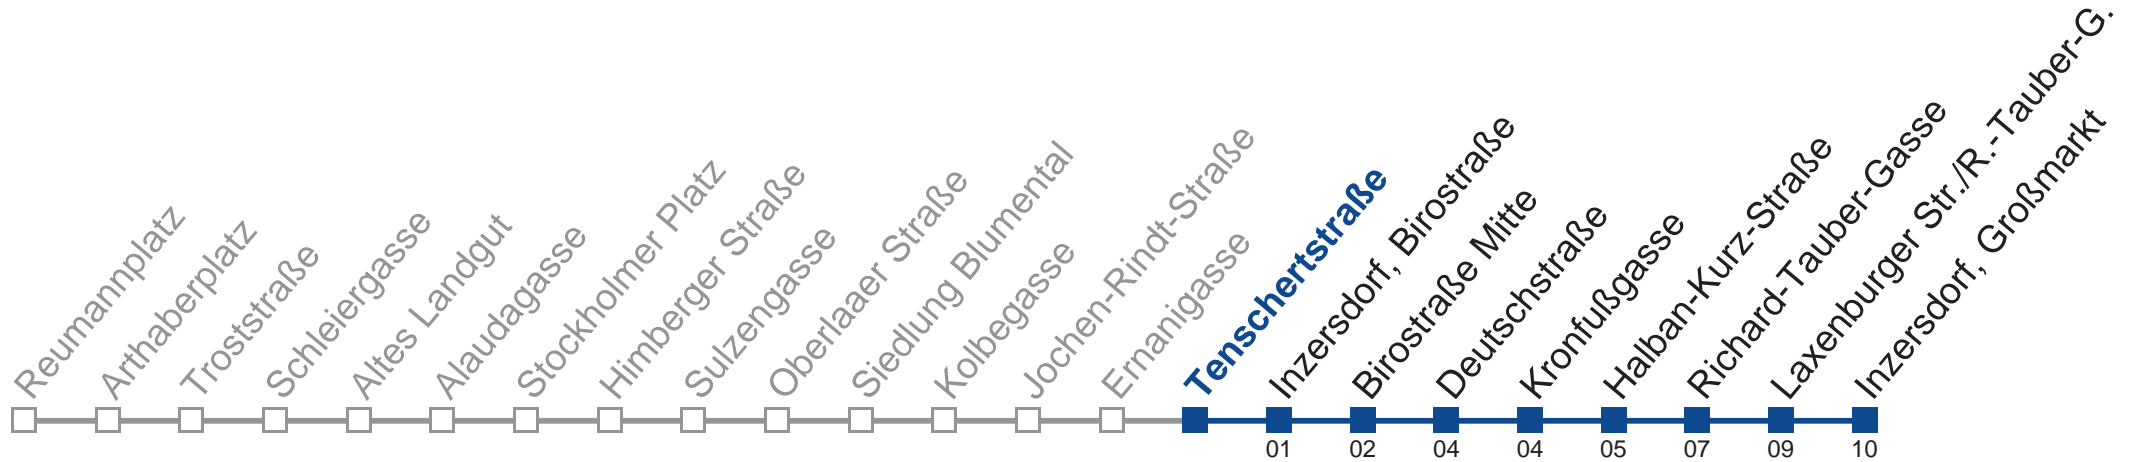 Reumannplatz
Arthaberplatz
Troststraße
Schleiergasse
Altes Landgut
Alaudagasse
Stockholmer Platz
Himberger Straße
Sulzengasse
Oberlaaer Straße
Siedlung Blumental
Kolbegasse
Jochen-Rindt-Straße
Ernanigasse
Tenschertstraße
Inzersdorf, Birostraße
Birostraße Mitte
Deutschstraße
Kronfußgasse
Halban-Kurz-Straße
Richard-Tauber-Gasse
Laxenburger Str./R.-Tauber-G.
Inzersdorf, Großmarkt
01 02 04 04 05 07 09 10